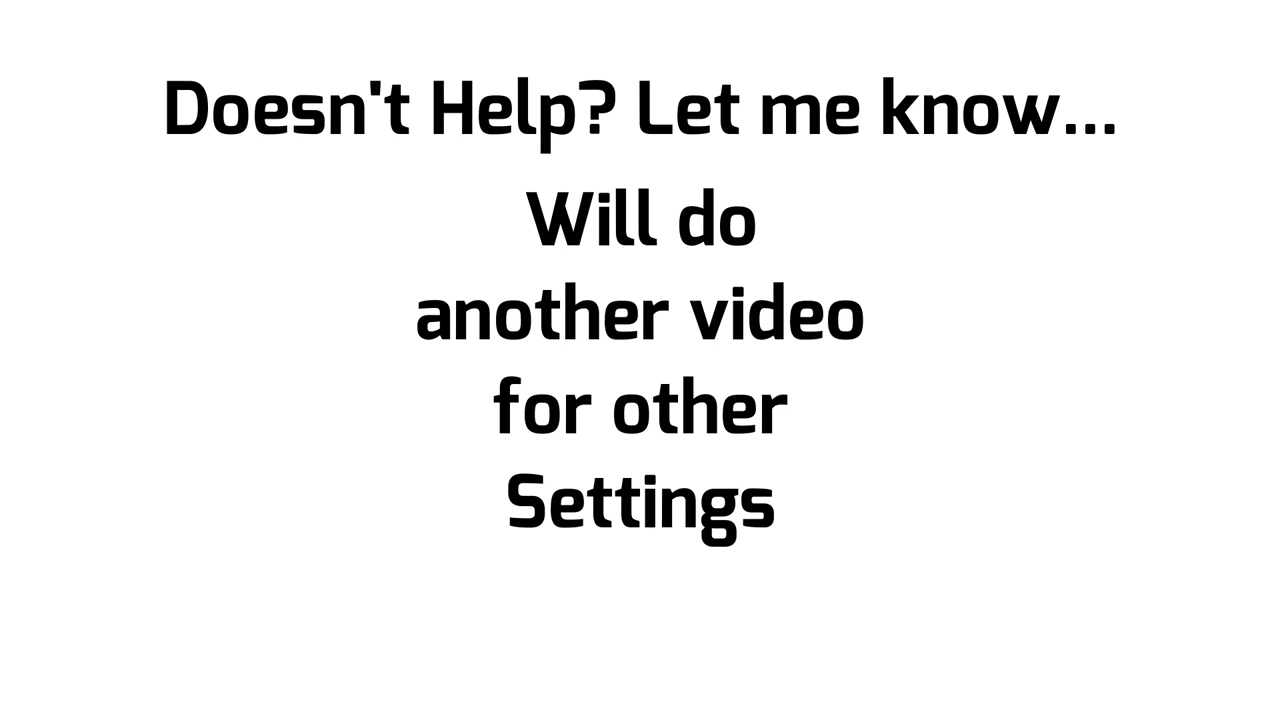 Doesn't Help? Let me know...
Will do
another video
for other
Settings